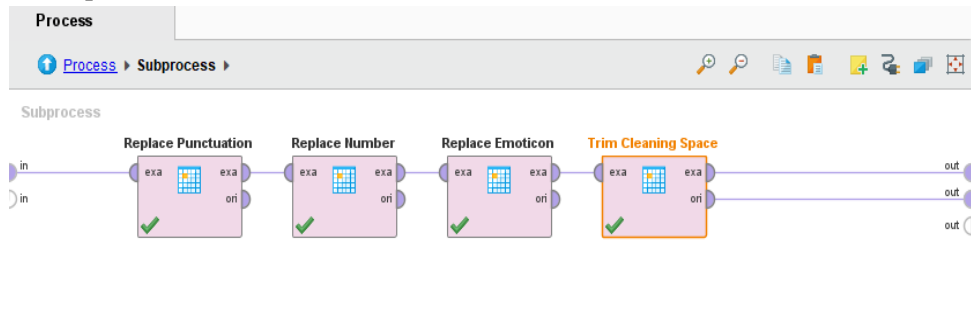 Process
Process ▸ Subprocess ▸
Subprocess
Replace Punctuation Replace Number Replace Emoticon Trim Cleaning Space
in exa exa exa exa exa exa exa exa out
in ori ori ori ori out
out